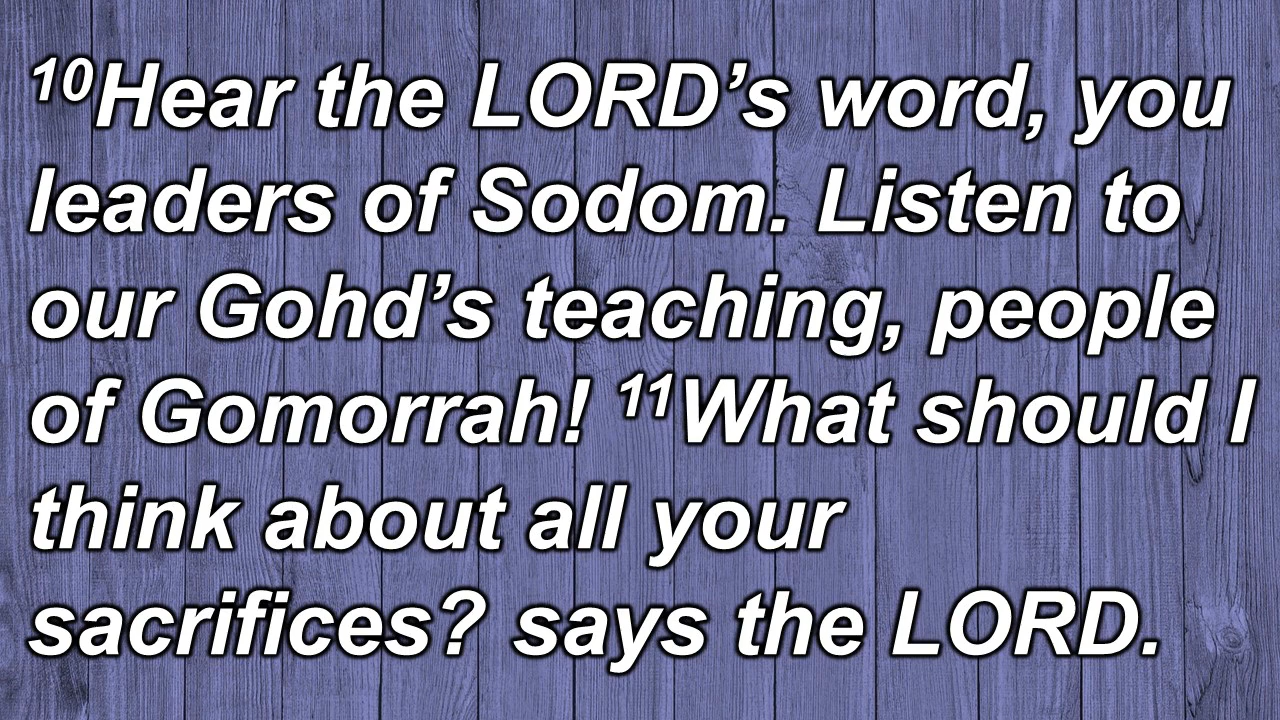 ¹⁰Hear the LORD’s word, you
leaders of Sodom. Listen to
our Gohd’s teaching, people
of Gomorrah! ¹¹What should I
think about all your
sacrifices? says the LORD.